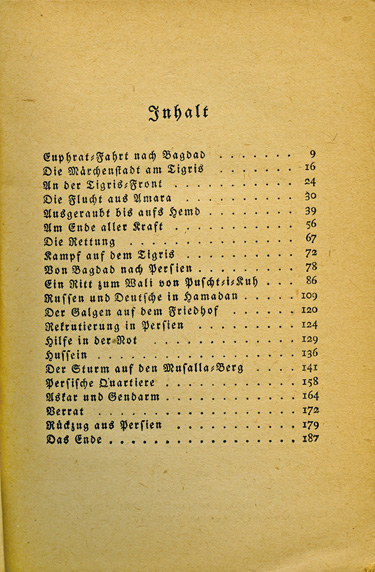 Inhalt
Euphrat-Fahrt nach Bagdad . . . . . . . 9
Die Märchenstadt am Tigris . . . . . . . 16
An der Tigris-Front . . . . . . . . . . 24
Die Flucht aus Amara . . . . . . . . . 30
Ausgeraubt bis aufs Hemd . . . . . . . 39
Am Ende aller Kraft . . . . . . . . . . 56
Die Rettung . . . . . . . . . . . . . 67
Kampf auf dem Tigris . . . . . . . . . 72
Von Bagdad nach Persien . . . . . . . . 78
Ein Ritt zum Wali von Puscht-i-Kuh . . . 86
Russen und Deutsche in Hamadan . . . . . 109
Der Galgen auf dem Friedhof . . . . . . 120
Rekrutierung in Persien . . . . . . . . . 124
Hilfe in der Not . . . . . . . . . . . 129
Hussein . . . . . . . . . . . . . . . 136
Der Sturm auf den Musalla-Berg . . . . 141
Persische Quartiere . . . . . . . . . . 158
Askar und Gendarm . . . . . . . . . . 164
Verrat . . . . . . . . . . . . . . . 172
Rückzug aus Persien . . . . . . . . . 179
Das Ende . . . . . . . . . . . . . . 187